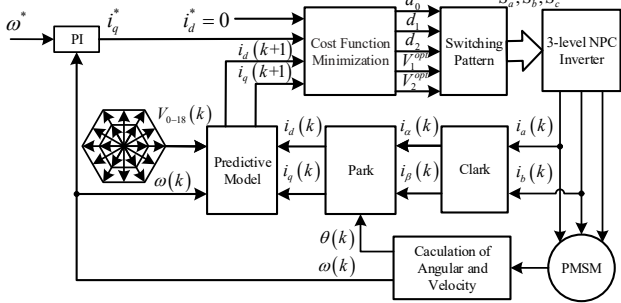 ω*
PI
i_q^*
i_d^* = 0
Cost Function
Minimization
d_0
d_1
d_2
V_1^{opt}
V_2^{opt}
Switching
Pattern
S_a, S_b, S_c
3-level NPC
Inverter
i_d(k+1)
i_q(k+1)
V_{0-18}(k)
Predictive
Model
i_d(k)
i_q(k)
Park
i_α(k)
i_β(k)
Clark
i_a(k)
i_b(k)
ω(k)
θ(k)
ω(k)
Caculation of
Angular and
Velocity
PMSM